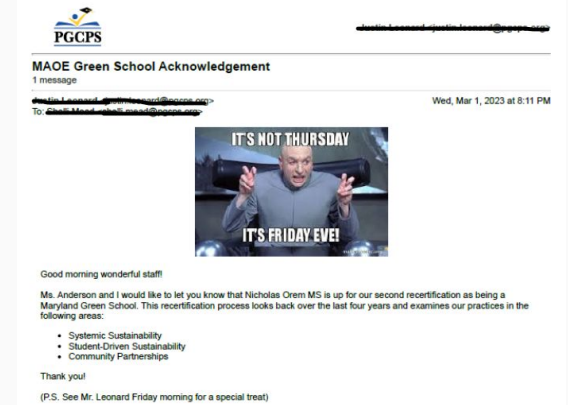 PGCPS
MAOE Green School Acknowledgement
1 message
Wed, Mar 1, 2023 at 8:11 PM
To:
IT'S NOT THURSDAY
IT'S FRIDAY EVE!
Good morning wonderful staff!
Ms. Anderson and I would like to let you know that Nicholas Orem MS is up for our second recertification as being a
Maryland Green School. This recertification process looks back over the last four years and examines our practices in the
following areas:
• Systemic Sustainability
• Student-Driven Sustainability
• Community Partnerships
Thank you!
(P.S. See Mr. Leonard Friday morning for a special treat)